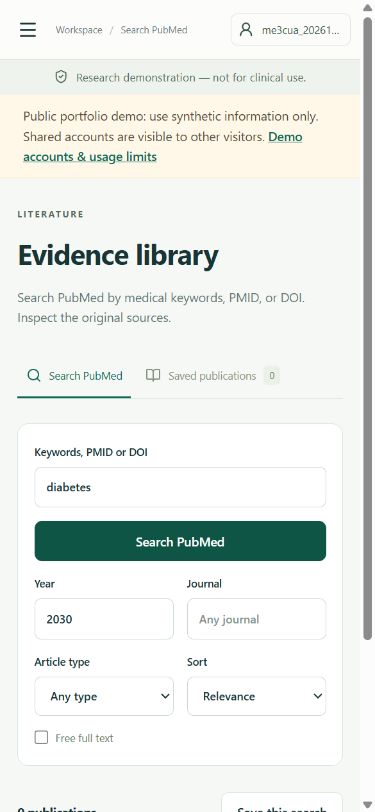 Workspace / Search PubMed
me3cua_20261...
Research demonstration — not for clinical use.
Public portfolio demo: use synthetic information only.
Shared accounts are visible to other visitors. Demo
accounts & usage limits
LITERATURE
Evidence library
Search PubMed by medical keywords, PMID, or DOI.
Inspect the original sources.
Search PubMed
Saved publications 0
Keywords, PMID or DOI
diabetes
Search PubMed
Year
Journal
2030
Any journal
Article type
Sort
Any type
Relevance
Free full text
0 publications
Save this search